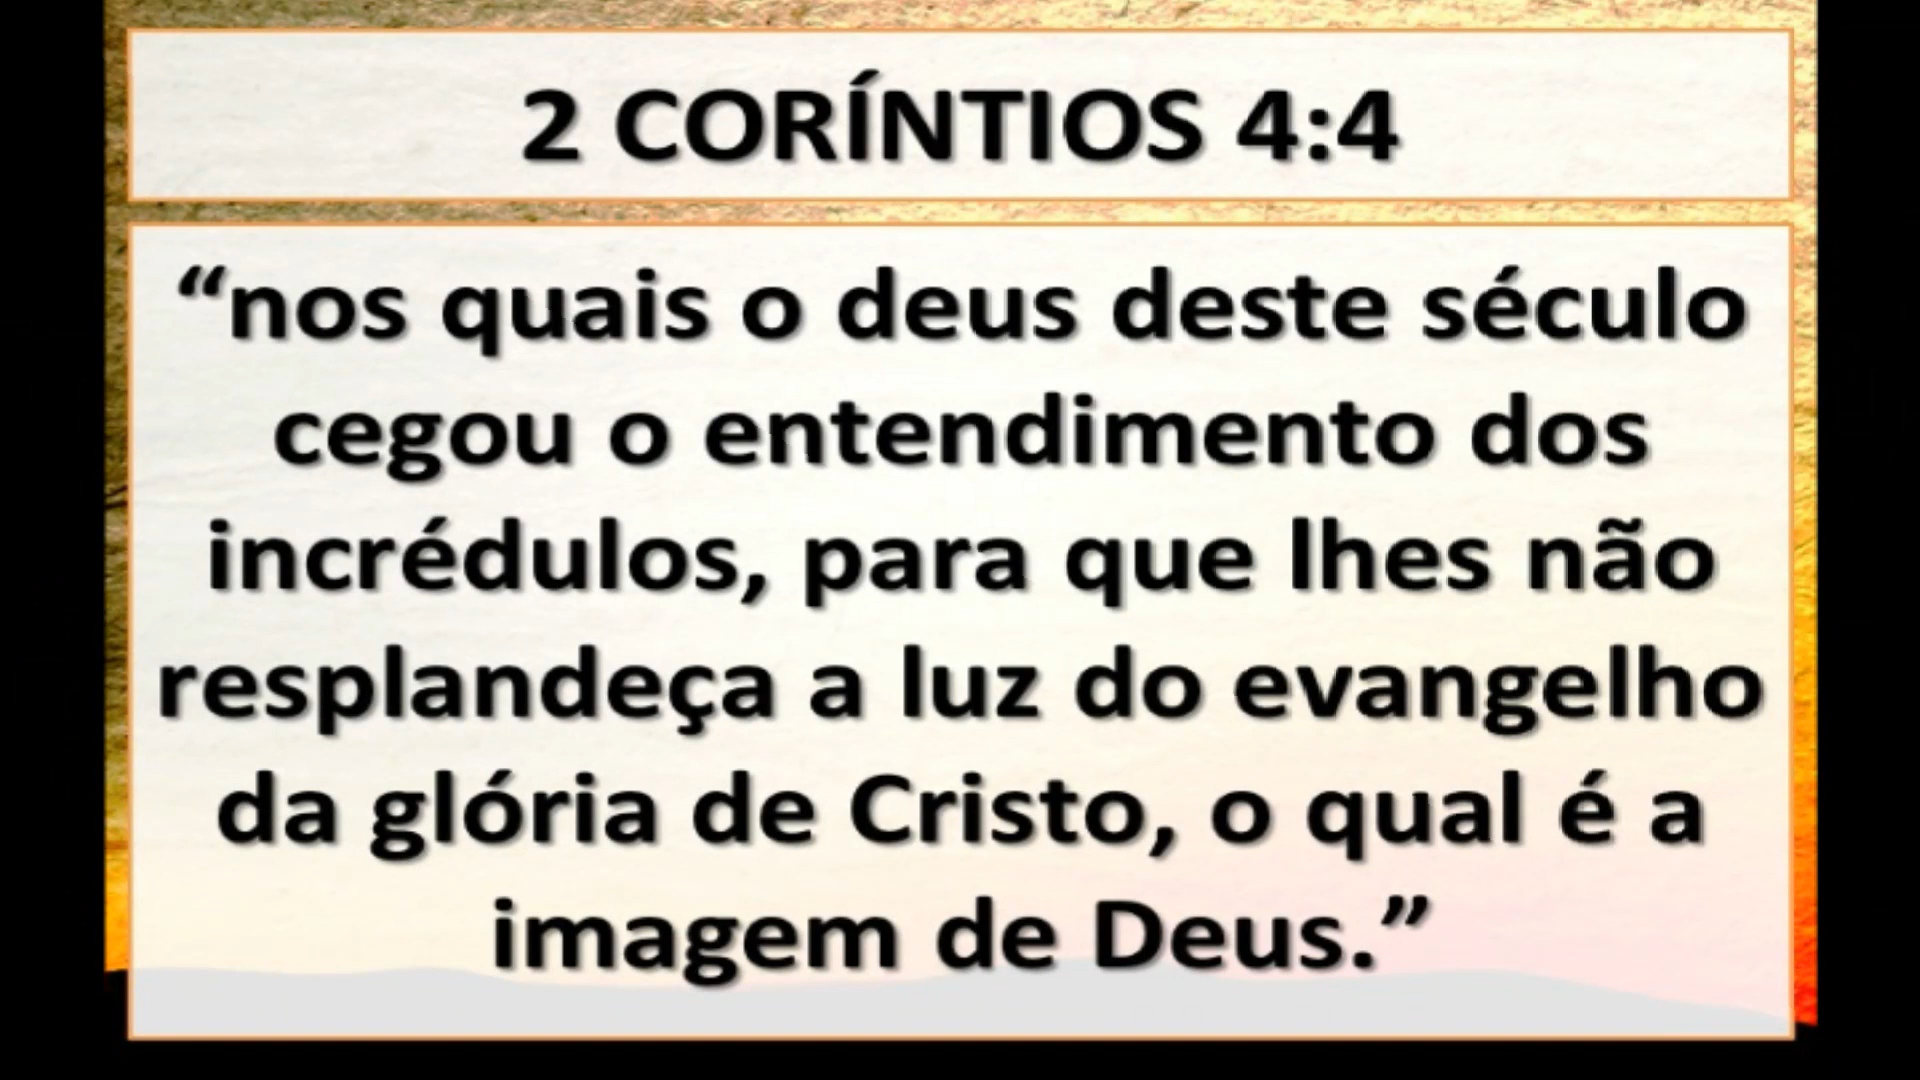 2 CORÍNTIOS 4:4
“nos quais o deus deste século
cegou o entendimento dos
incrédulos, para que lhes não
resplandeça a luz do evangelho
da glória de Cristo, o qual é a
imagem de Deus.”